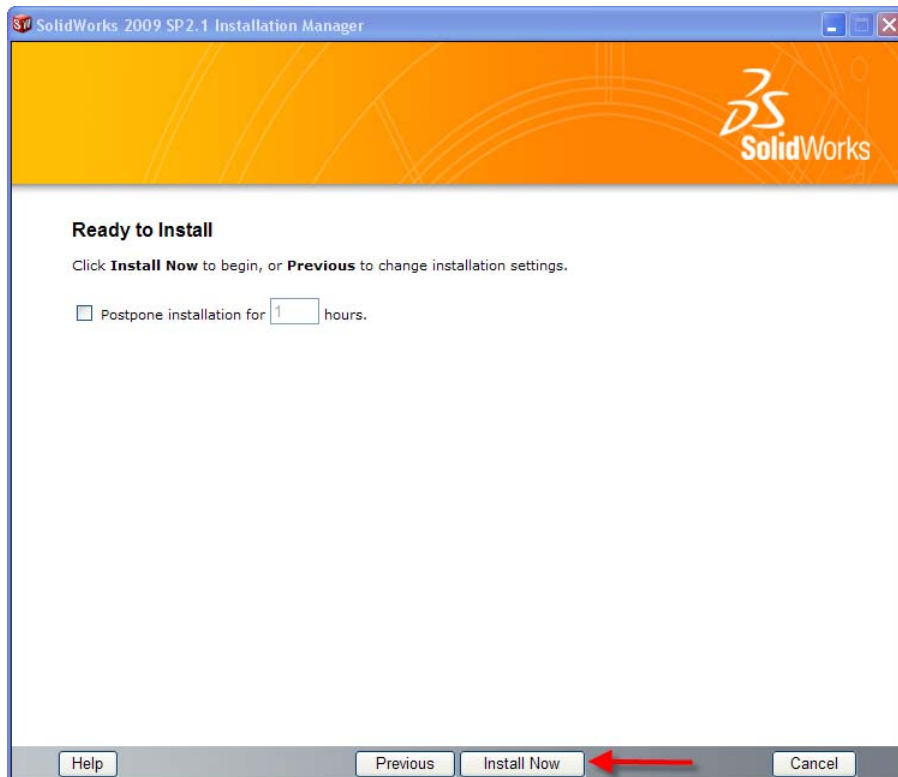 SolidWorks 2009 SP2.1 Installation Manager
SolidWorks
Ready to Install
Click Install Now to begin, or Previous to change installation settings.
Postpone installation for 1 hours.
Help Previous Install Now Cancel